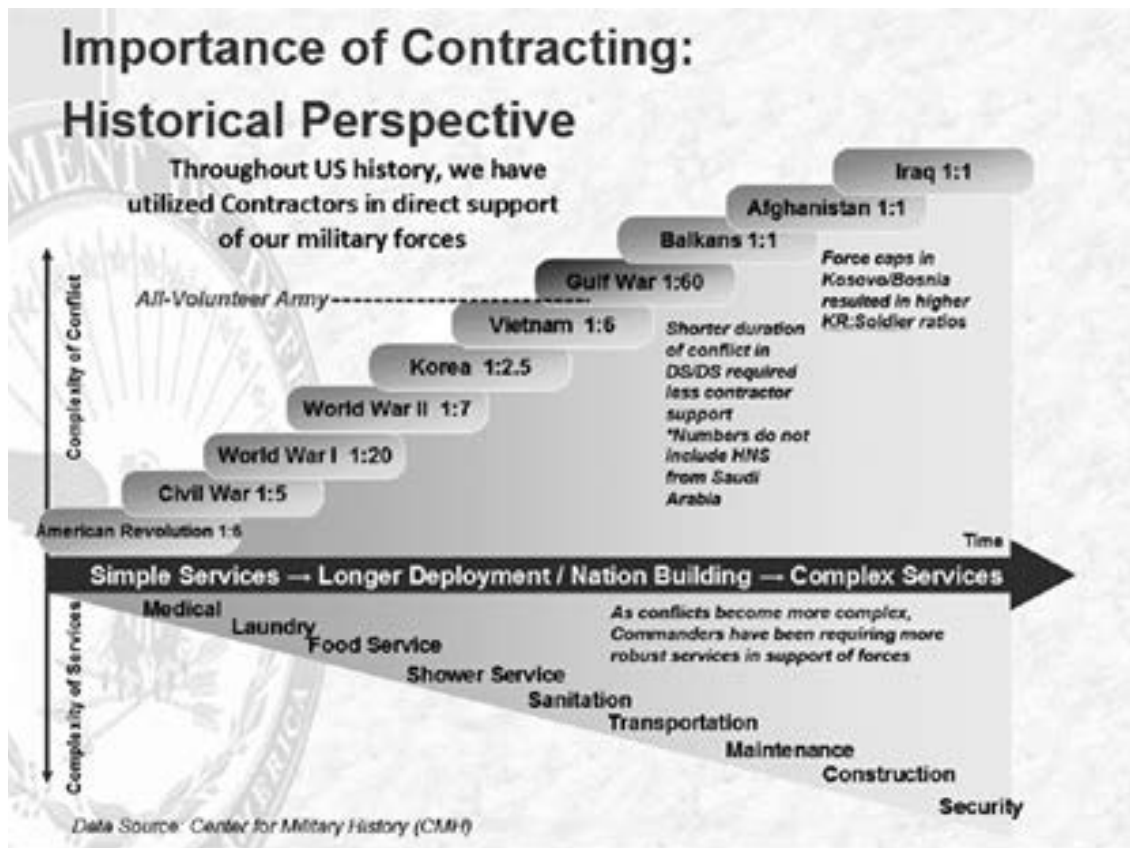 Importance of Contracting:
Historical Perspective
Throughout US history, we have
utilized Contractors in direct support
of our military forces
Iraq 1:1
Afghanistan 1:1
Balkans 1:1
Gulf War 1:60
All-Volunteer Army
Vietnam 1:6
Korea 1:2.5
World War II 1:7
World War I 1:20
Civil War 1:5
American Revolution 1:6
Force caps in
Kosovo/Bosnia
resulted in higher
KR:Soldier ratios
Shorter duration
of conflict in
DS/DS required
less contractor
support
*Numbers do not
include HNS
from Saudi
Arabia
Complexity of Conflict
Time
Simple Services → Longer Deployment / Nation Building → Complex Services
Complexity of Services
Medical
Laundry
Food Service
Shower Service
Sanitation
Transportation
Maintenance
Construction
Security
As conflicts become more complex,
Commanders have been requiring more
robust services in support of forces
Data Source: Center for Military History (CMH)